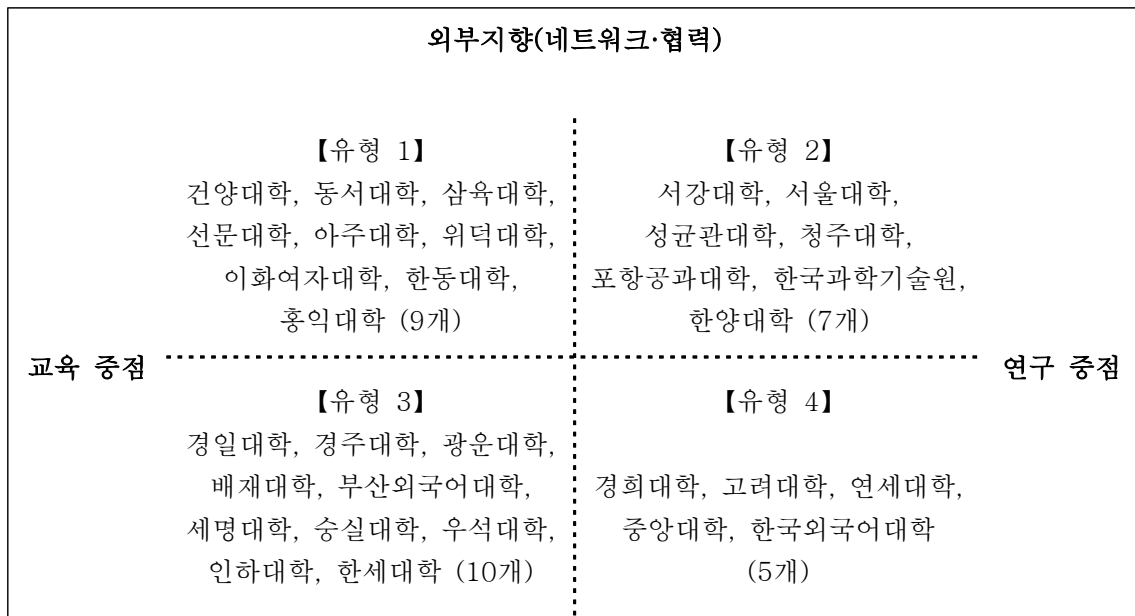 외부지향(네트워크·협력)
【유형 1】
건양대학, 동서대학, 삼육대학,
선문대학, 아주대학, 위덕대학,
이화여자대학, 한동대학,
홍익대학 (9개)
【유형 2】
서강대학, 서울대학,
성균관대학, 청주대학,
포항공과대학, 한국과학기술원,
한양대학 (7개)
교육 중점
연구 중점
【유형 3】
경일대학, 경주대학, 광운대학,
배재대학, 부산외국어대학,
세명대학, 숭실대학, 우석대학,
인하대학, 한세대학 (10개)
【유형 4】
경희대학, 고려대학, 연세대학,
중앙대학, 한국외국어대학
(5개)